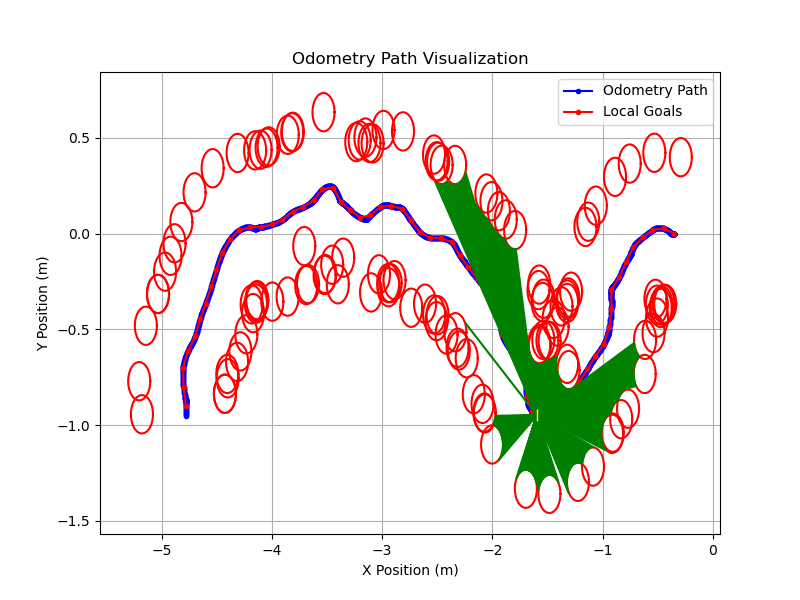 Odometry Path Visualization
Odometry Path
Local Goals
Y Position (m)
0.5
0.0
−0.5
−1.0
−1.5
−5
−4
−3
−2
−1
0
X Position (m)